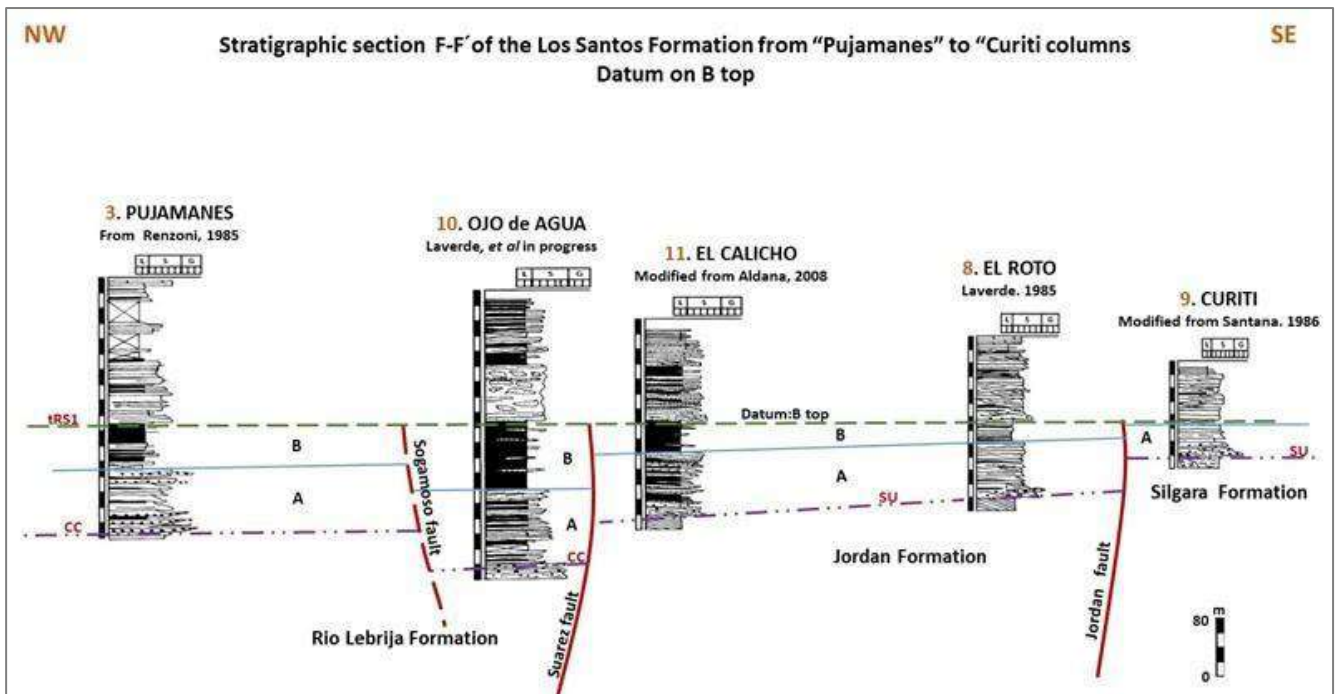 NW
SE
Stratigraphic section F-F´of the Los Santos Formation from “Pujamanes” to “Curiti columns
Datum on B top
3. PUJAMANES
From Renzoni, 1985
L S G
10. OJO de AGUA
Laverde, et al in progress
L S G
11. EL CALICHO
Modified from Aldana, 2008
L S G
8. EL ROTO
Laverde. 1985
L S G
9. CURITI
Modified from Santana. 1986
L S G
tRS1
Datum:B top
B
B
B
A
A
A
A
CC
CC
SU
SU
Sogamoso fault
Suarez fault
Jordan fault
Silgara Formation
Jordan Formation
Rio Lebrija Formation
m
80
0